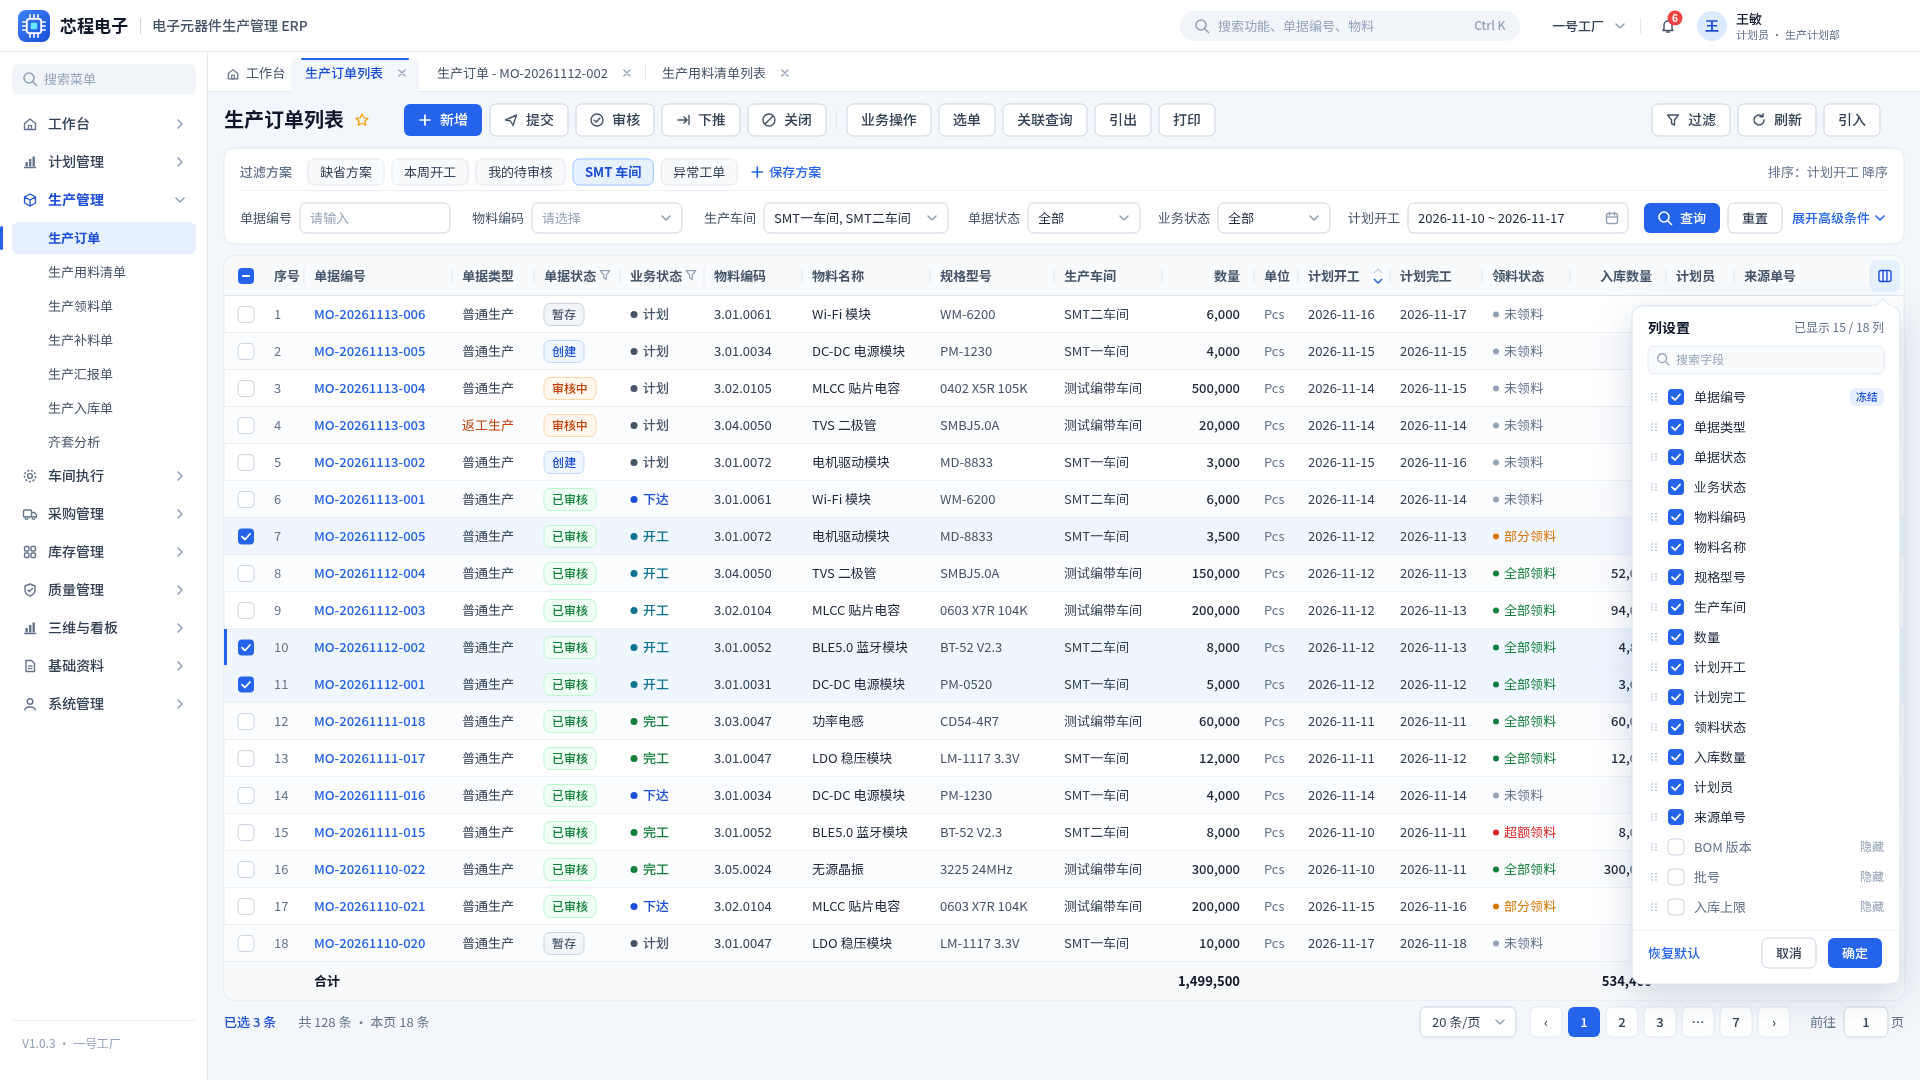 芯程电子 电子元器件生产管理 ERP 搜索功能、单据编号、物料 Ctrl K 一号工厂 6 王 王敏
计划员 · 生产计划部
搜索菜单
工作台
计划管理
生产管理
生产订单
生产用料清单
生产领料单
生产补料单
生产汇报单
生产入库单
齐套分析
车间执行
采购管理
库存管理
质量管理
三维与看板
基础资料
系统管理
V1.0.3 · 一号工厂
工作台 生产订单列表 生产订单 - MO-20261112-002 生产用料清单列表
生产订单列表 新增 提交 审核 下推 关闭 业务操作 选单 关联查询 引出 打印 过滤 刷新 引入
过滤方案 缺省方案 本周开工 我的待审核 SMT 车间 异常工单 保存方案 排序：计划开工 降序
单据编号 请输入 物料编码 请选择 生产车间 SMT一车间, SMT二车间 单据状态 全部 业务状态 全部 计划开工 2026-11-10 ~ 2026-11-17 查询 重置 展开高级条件
序号 单据编号 单据类型 单据状态 业务状态 物料编码 物料名称 规格型号 生产车间 数量 单位 计划开工 计划完工 领料状态 入库数量 计划员 来源单号
1 MO-20261113-006 普通生产 暂存 计划 3.01.0061 Wi-Fi 模块 WM-6200 SMT二车间 6,000 Pcs 2026-11-16 2026-11-17 未领料
2 MO-20261113-005 普通生产 创建 计划 3.01.0034 DC-DC 电源模块 PM-1230 SMT一车间 4,000 Pcs 2026-11-15 2026-11-15 未领料
3 MO-20261113-004 普通生产 审核中 计划 3.02.0105 MLCC 贴片电容 0402 X5R 105K 测试编带车间 500,000 Pcs 2026-11-14 2026-11-15 未领料
4 MO-20261113-003 返工生产 审核中 计划 3.04.0050 TVS 二极管 SMBJ5.0A 测试编带车间 20,000 Pcs 2026-11-14 2026-11-14 未领料
5 MO-20261113-002 普通生产 创建 计划 3.01.0072 电机驱动模块 MD-8833 SMT一车间 3,000 Pcs 2026-11-15 2026-11-16 未领料
6 MO-20261113-001 普通生产 已审核 下达 3.01.0061 Wi-Fi 模块 WM-6200 SMT二车间 6,000 Pcs 2026-11-14 2026-11-14 未领料
7 MO-20261112-005 普通生产 已审核 开工 3.01.0072 电机驱动模块 MD-8833 SMT一车间 3,500 Pcs 2026-11-12 2026-11-13 部分领料
8 MO-20261112-004 普通生产 已审核 开工 3.04.0050 TVS 二极管 SMBJ5.0A 测试编带车间 150,000 Pcs 2026-11-12 2026-11-13 全部领料 52,
9 MO-20261112-003 普通生产 已审核 开工 3.02.0104 MLCC 贴片电容 0603 X7R 104K 测试编带车间 200,000 Pcs 2026-11-12 2026-11-13 全部领料 94,
10 MO-20261112-002 普通生产 已审核 开工 3.01.0052 BLE5.0 蓝牙模块 BT-52 V2.3 SMT二车间 8,000 Pcs 2026-11-12 2026-11-13 全部领料 4,
11 MO-20261112-001 普通生产 已审核 开工 3.01.0031 DC-DC 电源模块 PM-0520 SMT一车间 5,000 Pcs 2026-11-12 2026-11-12 全部领料 3,
12 MO-20261111-018 普通生产 已审核 完工 3.03.0047 功率电感 CD54-4R7 测试编带车间 60,000 Pcs 2026-11-11 2026-11-11 全部领料 60,
13 MO-20261111-017 普通生产 已审核 完工 3.01.0047 LDO 稳压模块 LM-1117 3.3V SMT一车间 12,000 Pcs 2026-11-11 2026-11-12 全部领料 12,
14 MO-20261111-016 普通生产 已审核 下达 3.01.0034 DC-DC 电源模块 PM-1230 SMT一车间 4,000 Pcs 2026-11-14 2026-11-14 未领料
15 MO-20261111-015 普通生产 已审核 完工 3.01.0052 BLE5.0 蓝牙模块 BT-52 V2.3 SMT二车间 8,000 Pcs 2026-11-10 2026-11-11 超额领料 8,
16 MO-20261110-022 普通生产 已审核 完工 3.05.0024 无源晶振 3225 24MHz 测试编带车间 300,000 Pcs 2026-11-10 2026-11-11 全部领料 300,
17 MO-20261110-021 普通生产 已审核 下达 3.02.0104 MLCC 贴片电容 0603 X7R 104K 测试编带车间 200,000 Pcs 2026-11-15 2026-11-16 部分领料
18 MO-20261110-020 普通生产 暂存 计划 3.01.0047 LDO 稳压模块 LM-1117 3.3V SMT一车间 10,000 Pcs 2026-11-17 2026-11-18 未领料
合计 1,499,500 534,4
列设置 已显示 15 / 18 列
搜索字段
单据编号 冻结
单据类型
单据状态
业务状态
物料编码
物料名称
规格型号
生产车间
数量
计划开工
计划完工
领料状态
入库数量
计划员
来源单号
BOM 版本 隐藏
批号 隐藏
入库上限 隐藏
恢复默认 取消 确定
已选 3 条 共 128 条 · 本页 18 条 20 条/页 ‹ 1 2 3 ··· 7 › 前往 1 页